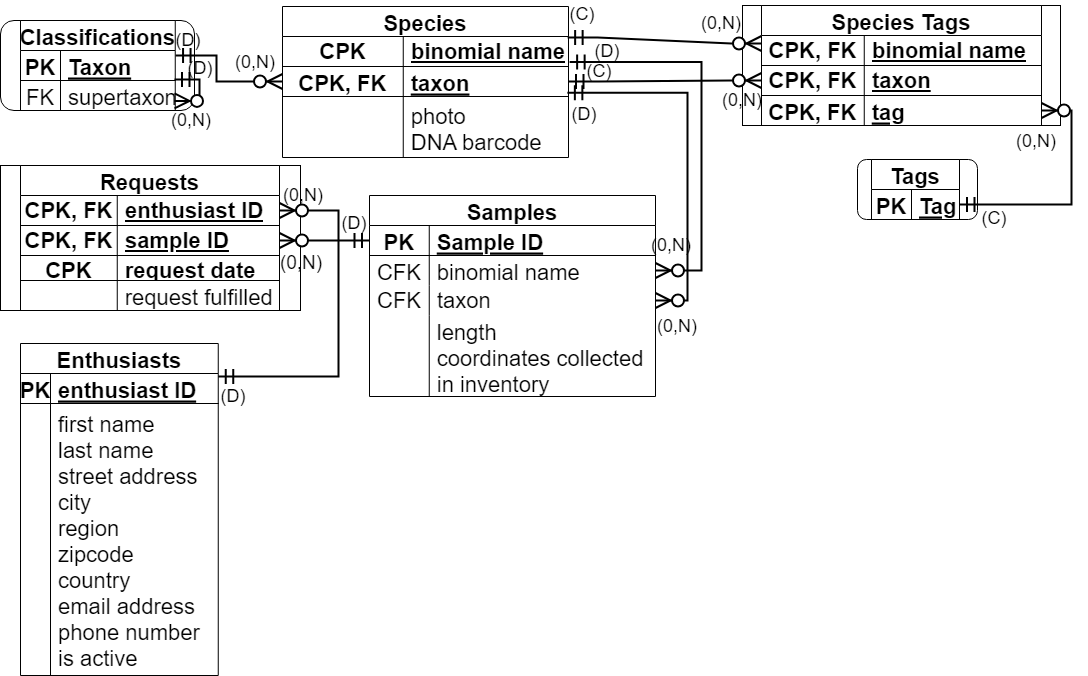 Classifications
PK Taxon
FK supertaxon
(D)
(D)
(0,N)
(0,N)
Species
CPK binomial name
CPK, FK taxon
photo
DNA barcode
(C)
(D)
(C)
(D)
(0,N)
(0,N)
Species Tags
CPK, FK binomial name
CPK, FK taxon
CPK, FK tag
(0,N)
Tags
PK Tag
(C)
Requests
CPK, FK enthusiast ID
CPK, FK sample ID
CPK request date
request fulfilled
(0,N)
(0,N)
(D)
Samples
PK Sample ID
CFK binomial name
CFK taxon
length
coordinates collected
in inventory
(0,N)
(0,N)
Enthusiasts
PK enthusiast ID
(D)
first name
last name
street address
city
region
zipcode
country
email address
phone number
is active